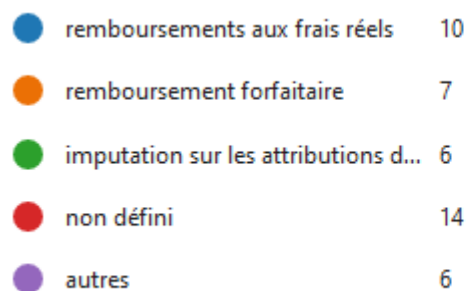 remboursements aux frais réels 10
remboursement forfaitaire 7
imputation sur les attributions d... 6
non défini 14
autres 6